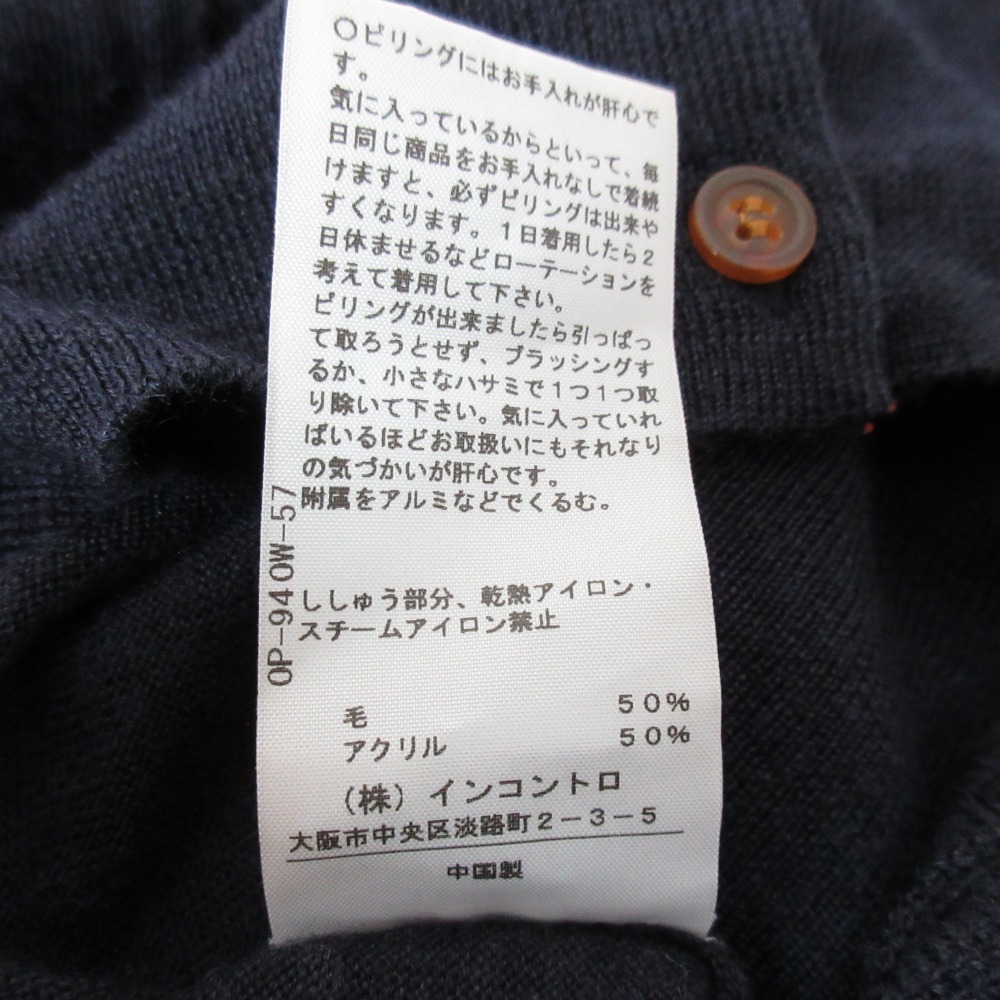 〇ピリングにはお手入れが肝心で
す。
気に入っているからといって、毎
日同じ商品をお手入れなしで着続
けますと、必ずピリングは出来や
すくなります。１日着用したら２
日休ませるなどローテーションを
考えて着用して下さい。
ピリングが出来ましたら引っぱっ
て取ろうとせず、ブラッシングす
るか、小さなハサミで１つ１つ取
り除いて下さい。気に入っていれ
ばいるほどお取扱いにもそれなり
の気づかいが肝心です。
附属をアルミなどでくるむ。
ししゅう部分、乾熱アイロン・
スチームアイロン禁止
OP-940W-57
毛 ５０％
アクリル ５０％
（株）インコントロ
大阪市中央区淡路町２－３－５
中国製